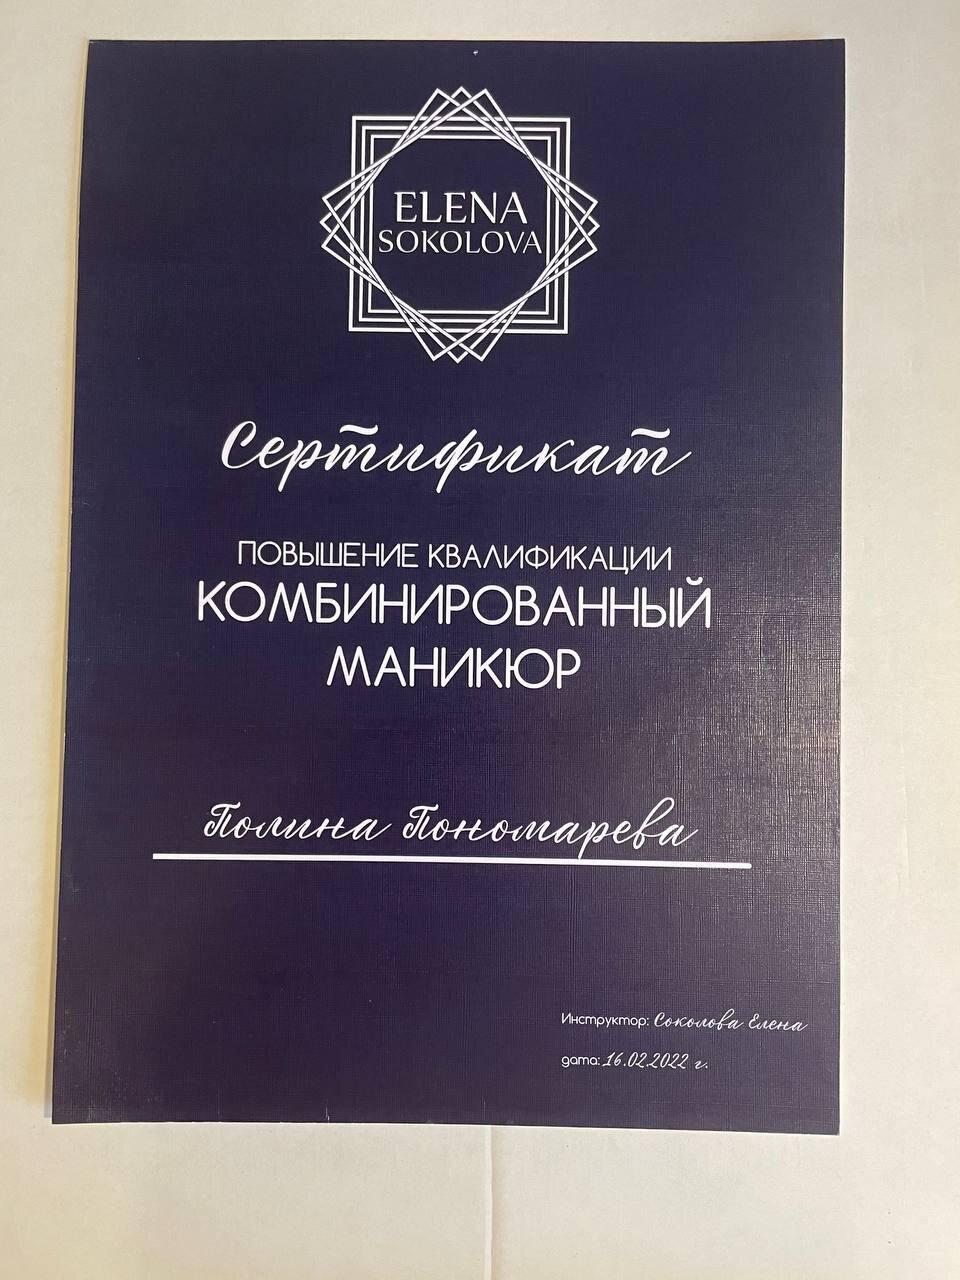 ELENA
SOKOLOVA
Сертификат
ПОВЫШЕНИЕ КВАЛИФИКАЦИИ
КОМБИНИРОВАННЫЙ
МАНИКЮР
Полина Пономарева
Инструктор: Соколова Елена
дата: 16.02.2022 г.